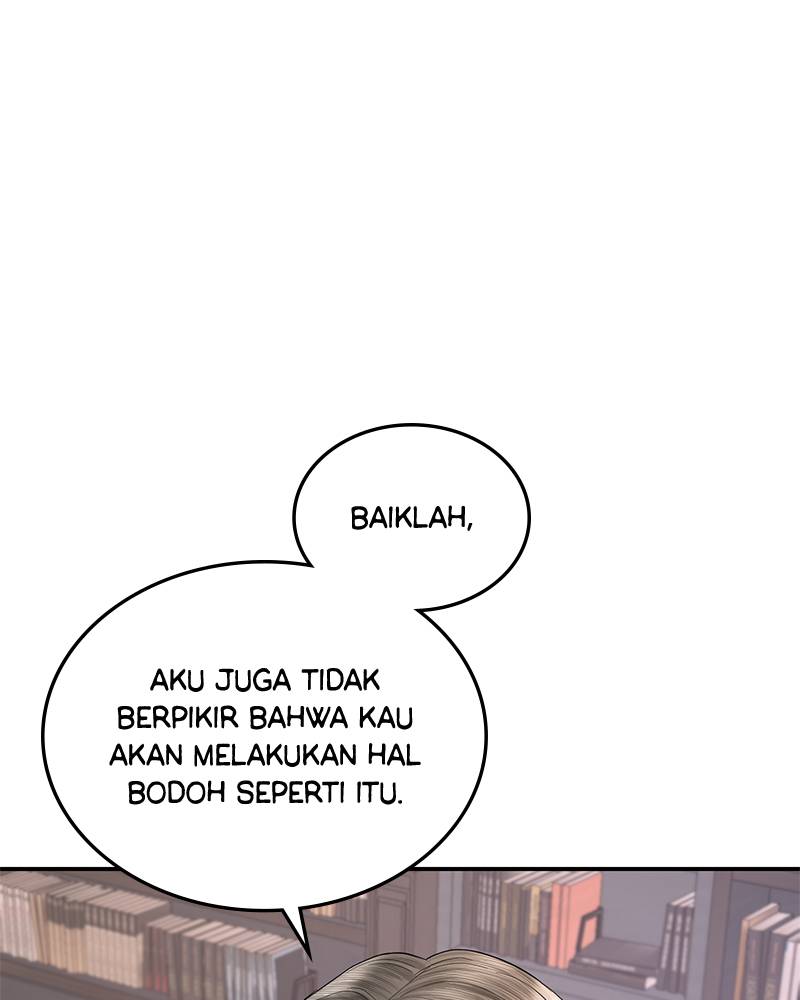 BAIKLAH,
AKU JUGA TIDAK
BERPIKIR BAHWA KAU
AKAN MELAKUKAN HAL
BODOH SEPERTI ITU.